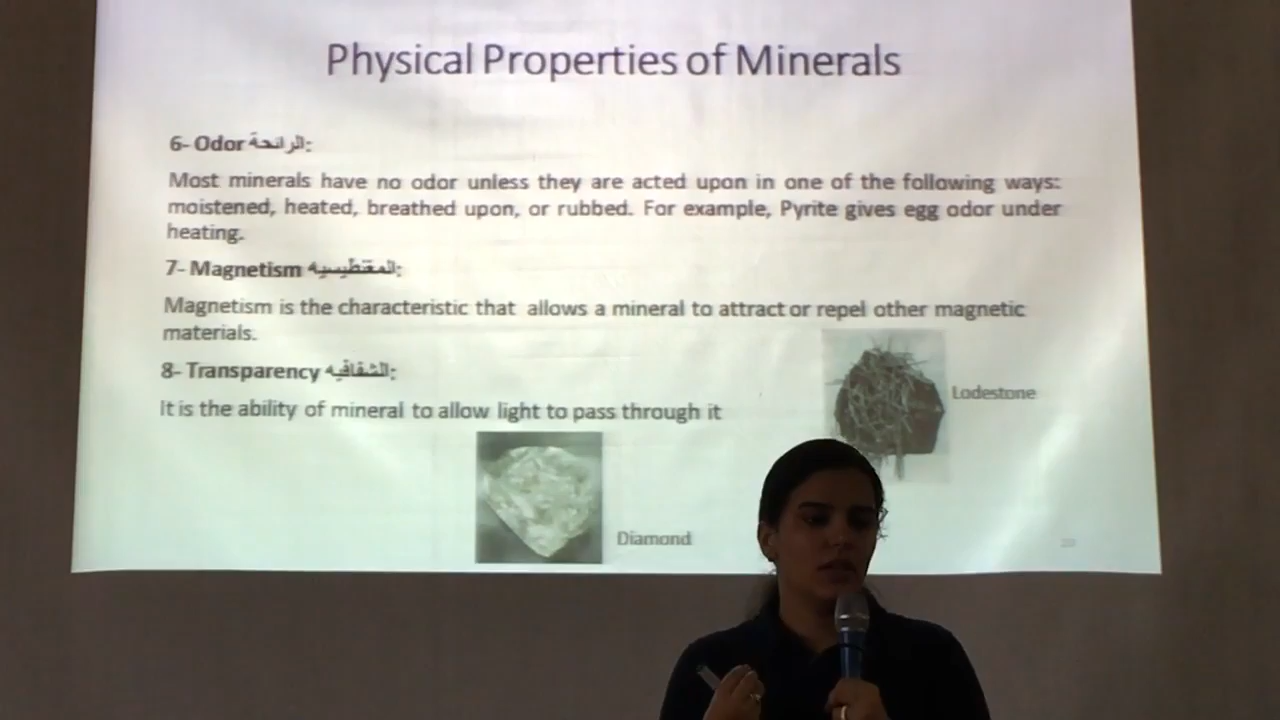 Physical Properties of Minerals
6- Odor الرائحة:
Most minerals have no odor unless they are acted upon in one of the following ways:
moistened, heated, breathed upon, or rubbed. For example, Pyrite gives egg odor under
heating.
7- Magnetism المغنطيسيه:
Magnetism is the characteristic that allows a mineral to attract or repel other magnetic
materials.
8- Transparency الشفافيه:
It is the ability of mineral to allow light to pass through it
Lodestone
Diamond